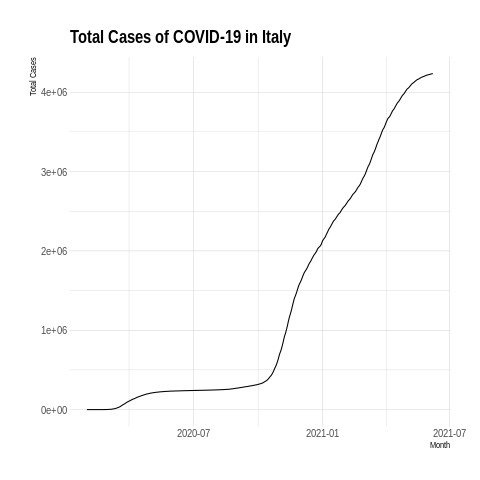 Total Cases of COVID-19 in Italy
Total Cases
4e+06
3e+06
2e+06
1e+06
0e+00
2020-07
2021-01
2021-07
Month